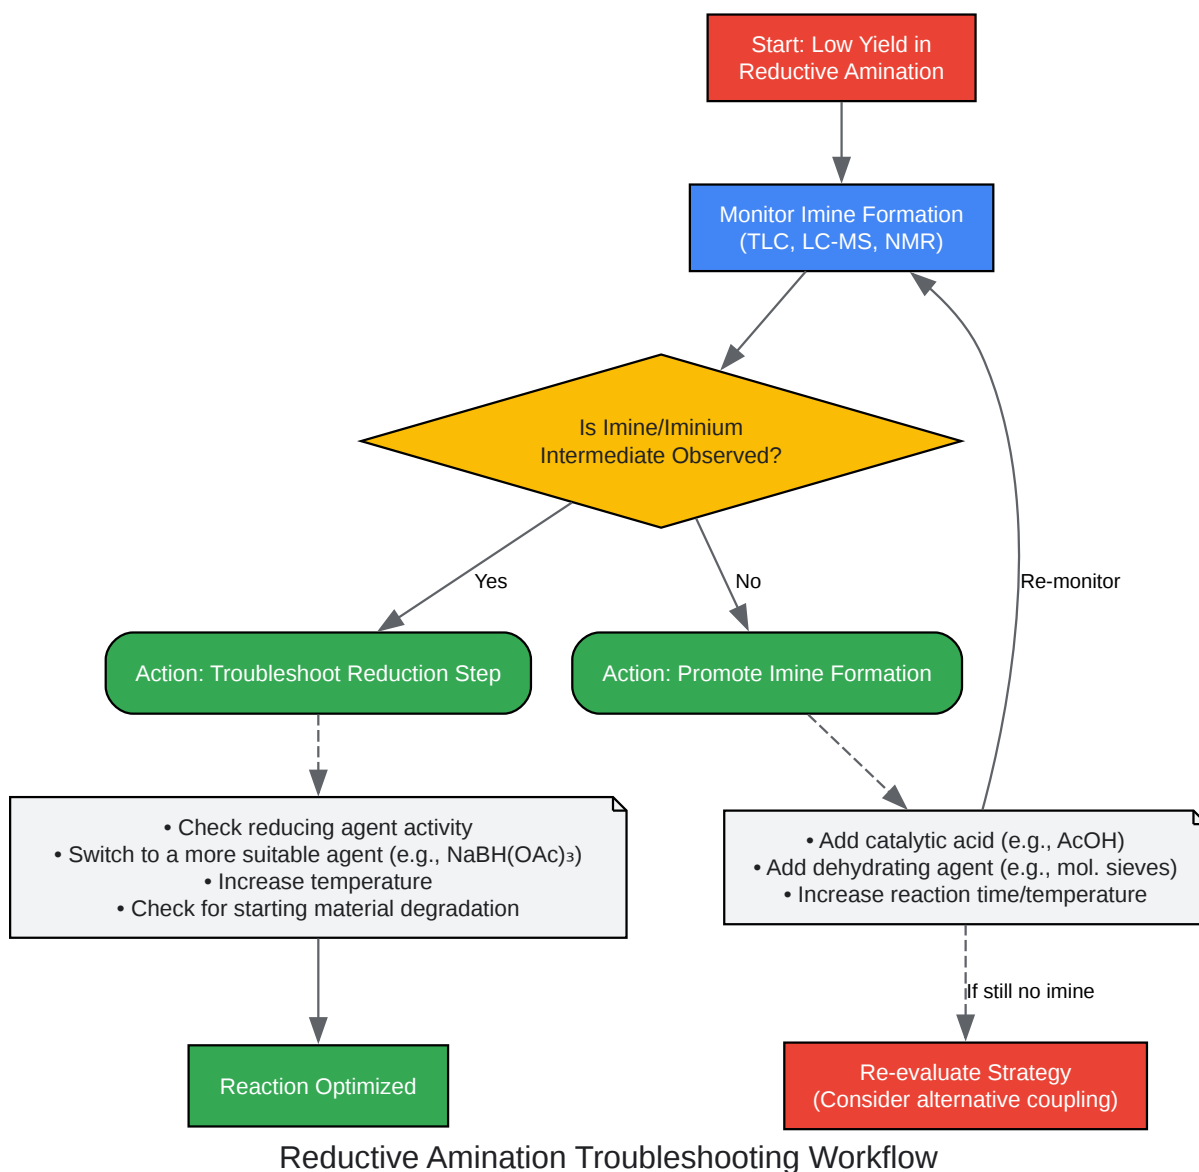 Start: Low Yield in
Reductive Amination
Monitor Imine Formation
(TLC, LC-MS, NMR)
Is Imine/Iminium
Intermediate Observed?
Yes
No
Re-monitor
Action: Troubleshoot Reduction Step
Action: Promote Imine Formation
• Check reducing agent activity
• Switch to a more suitable agent (e.g., NaBH(OAc)₃)
• Increase temperature
• Check for starting material degradation
• Add catalytic acid (e.g., AcOH)
• Add dehydrating agent (e.g., mol. sieves)
• Increase reaction time/temperature
If still no imine
Reaction Optimized
Re-evaluate Strategy
(Consider alternative coupling)
Reductive Amination Troubleshooting Workflow